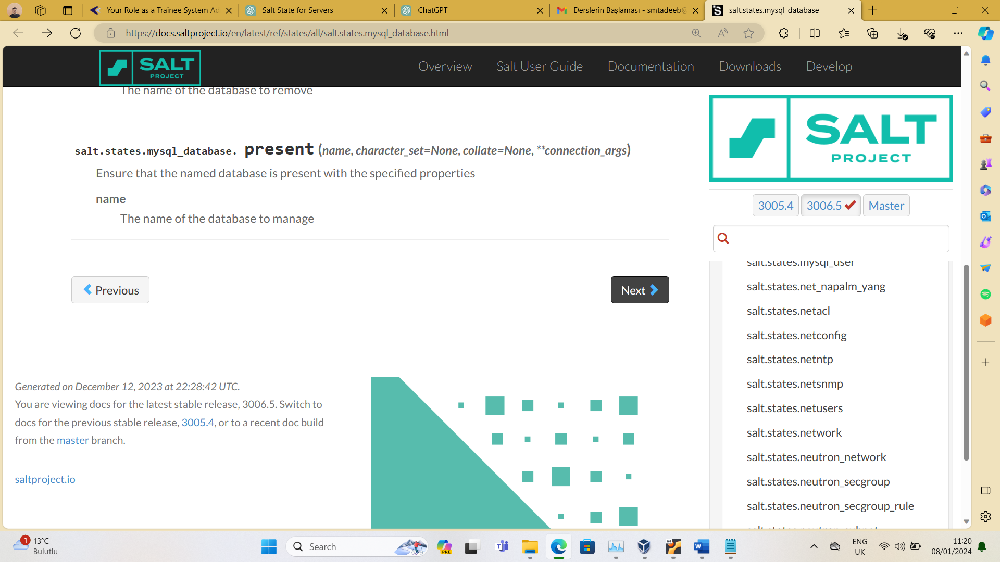 Your Role as a Trainee System Ad
Salt State for Servers
ChatGPT
Derslerin Başlaması - smtadeeb@
salt.states.mysql_database
https://docs.saltproject.io/en/latest/ref/states/all/salt.states.mysql_database.html
SALT
PROJECT
Overview
Salt User Guide
Documentation
Downloads
Develop
The name of the database to remove
salt.states.mysql_database. present (name, character_set=None, collate=None, **connection_args)
Ensure that the named database is present with the specified properties
name
The name of the database to manage
Previous
Next
Generated on December 12, 2023 at 22:28:42 UTC.
You are viewing docs for the latest stable release, 3006.5. Switch to
docs for the previous stable release, 3005.4, or to a recent doc build
from the master branch.
saltproject.io
SALT
PROJECT
3005.4
3006.5
Master
salt.states.mysql_user
salt.states.net_napalm_yang
salt.states.netacl
salt.states.netconfig
salt.states.netntp
salt.states.netsnmp
salt.states.netusers
salt.states.network
salt.states.neutron_network
salt.states.neutron_secgroup
salt.states.neutron_secgroup_rule
1
13°C
Bulutlu
Search
PRE
64
ENG
UK
11:20
08/01/2024